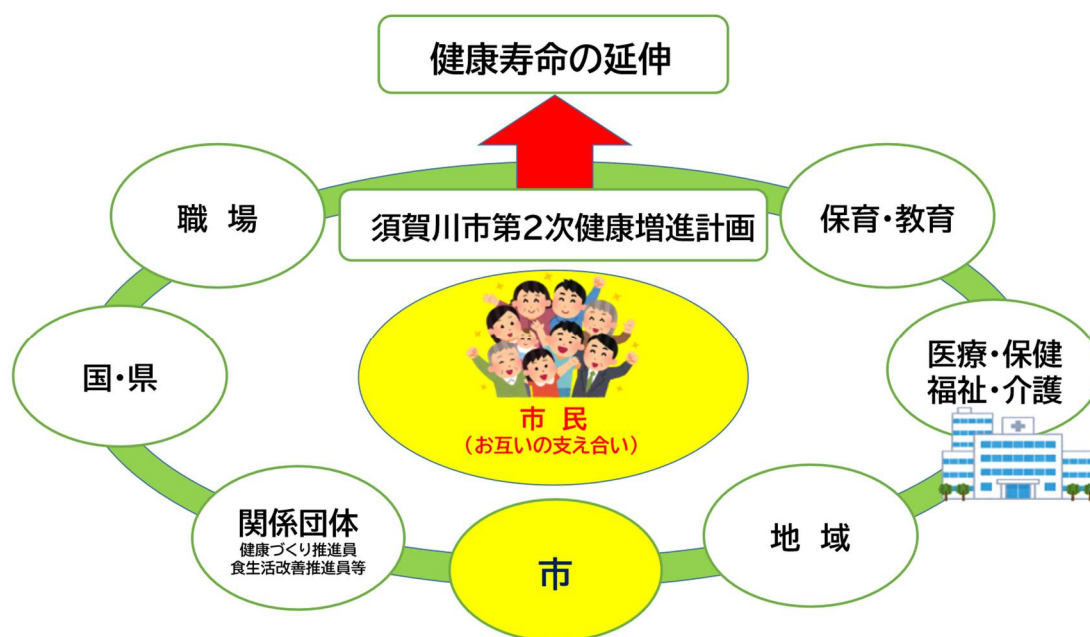 健康寿命の延伸
須賀川市第2次健康増進計画
職 場
保育・教育
国・県
医療・保健
福祉・介護
市 民
(お互いの支え合い)
関係団体
健康づくり推進員
食生活改善推進員等
市
地 域